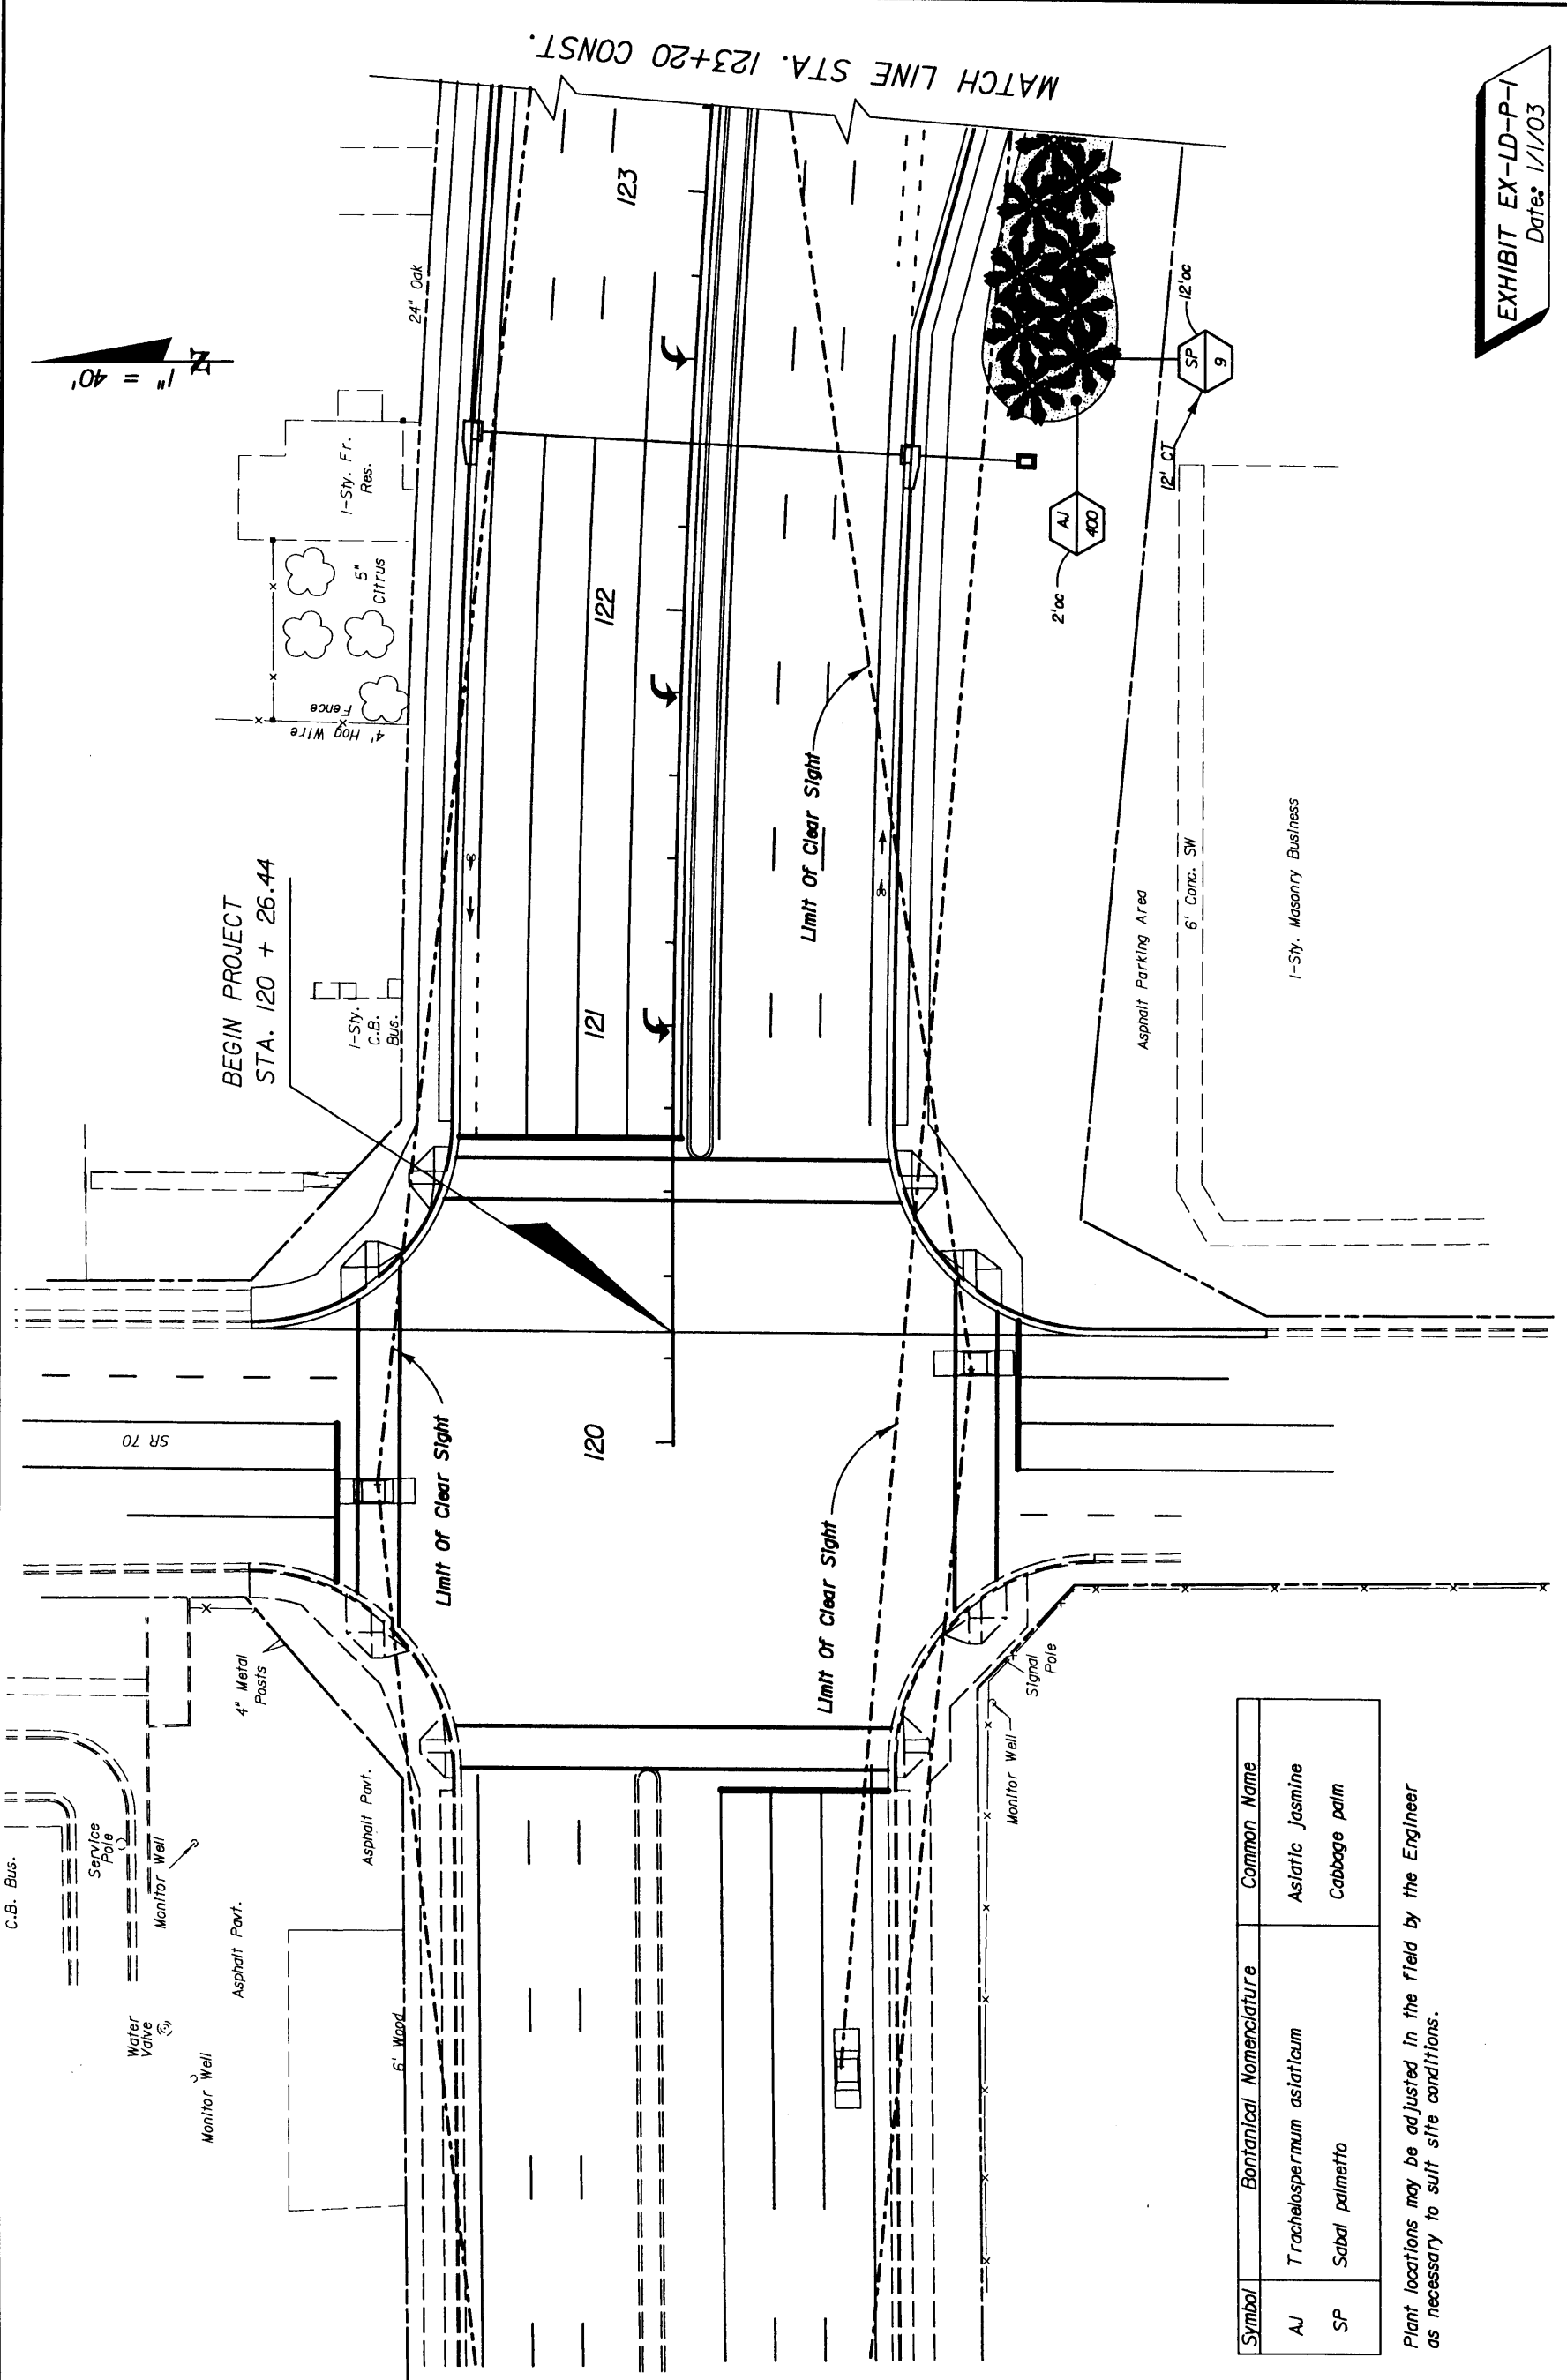 MATCH LINE STA. 123+20 CONST.
EXHIBIT EX-LD-P-1
Date: 1/1/03
N
1" = 40'
BEGIN PROJECT
STA. 120 + 26.44
24" Oak
1-Sty. Fr.
Res.
5"
Citrus
4' Hog Wire
Fence
1-Sty.
C.B.
Bus.
123
122
121
120
Limit Of Clear Sight
Limit Of Clear Sight
Limit Of Clear Sight
SR 70
12'oc
SP
9
12' CT
AJ
400
2'oc
Asphalt Parking Area
6' Conc. SW
1-Sty. Masonry Business
4" Metal
Posts
Asphalt Pavt.
Signal
Pole
Monitor Well
C.B. Bus.
Service
Pole
Monitor Well
Asphalt Pavt.
Water
Valve
Monitor Well
6' Wood
Symbol Bontanical Nomenclature Common Name
AJ Trachelospermum asiaticum Asiatic jasmine
SP Sabal palmetto Cabbage palm
Plant locations may be adjusted in the field by the Engineer
as necessary to suit site conditions.